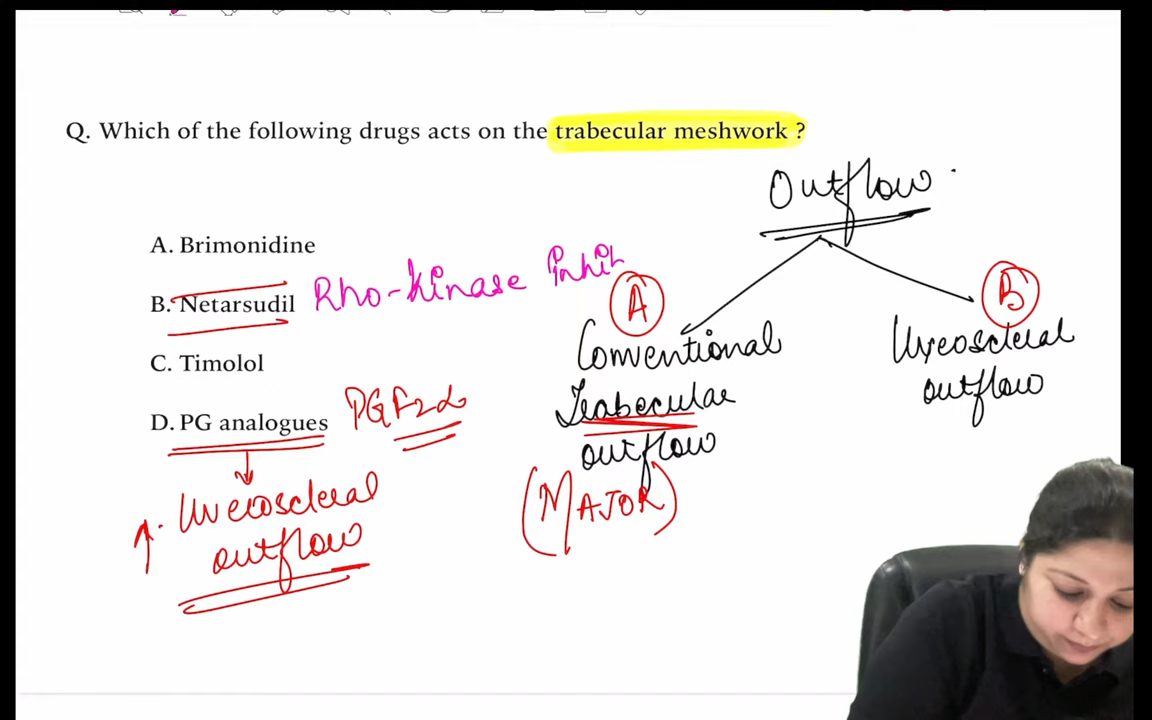 Q. Which of the following drugs acts on the trabecular meshwork ?
Outflow
A. Brimonidine
B. Netarsudil Rho-kinase inhib
A
B
Conventional
Trabecular
outflow
(MAJOR)
Uveoscleral
outflow
C. Timolol
D. PG analogues PGF2α
↑ Uveoscleral
outflow